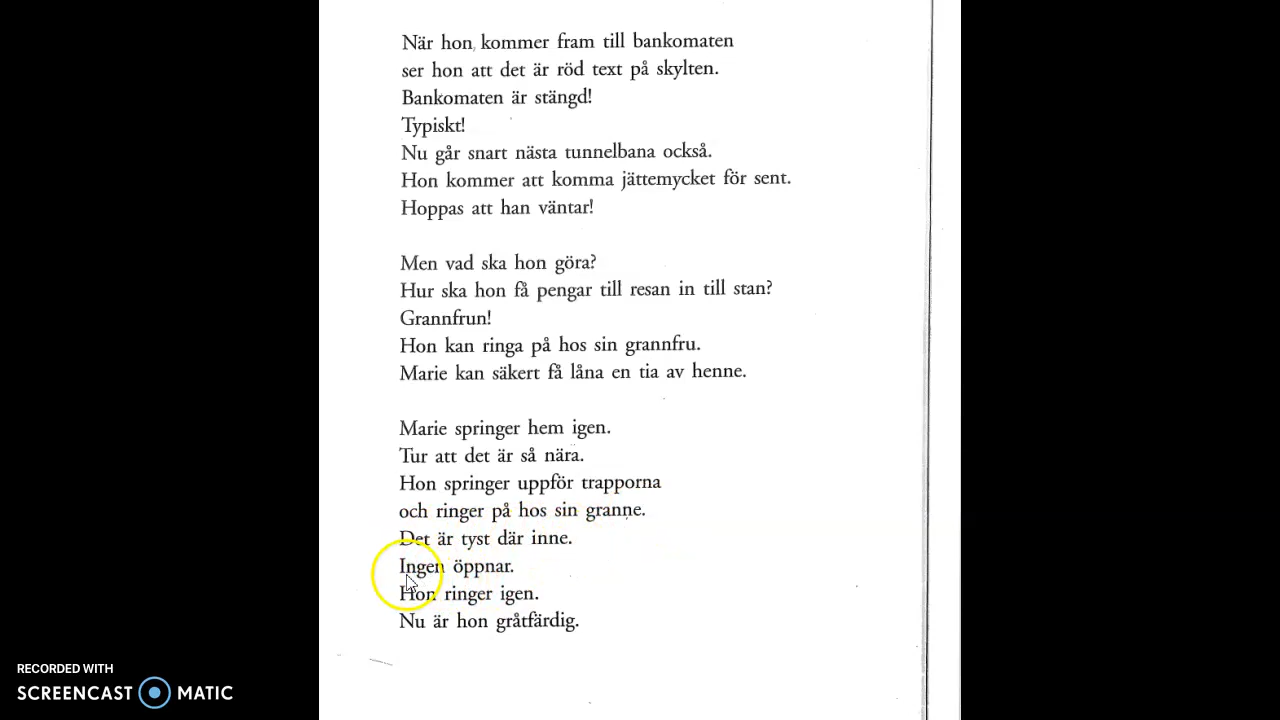 När hon kommer fram till bankomaten
ser hon att det är röd text på skylten.
Bankomaten är stängd!
Typiskt!
Nu går snart nästa tunnelbana också.
Hon kommer att komma jättemycket för sent.
Hoppas att han väntar!
Men vad ska hon göra?
Hur ska hon få pengar till resan in till stan?
Grannfrun!
Hon kan ringa på hos sin grannfru.
Marie kan säkert få låna en tia av henne.
Marie springer hem igen.
Tur att det är så nära.
Hon springer uppför trapporna
och ringer på hos sin granne.
Det är tyst där inne.
Ingen öppnar.
Hon ringer igen.
Nu är hon gråtfärdig.
RECORDED WITH
SCREENCAST MATIC